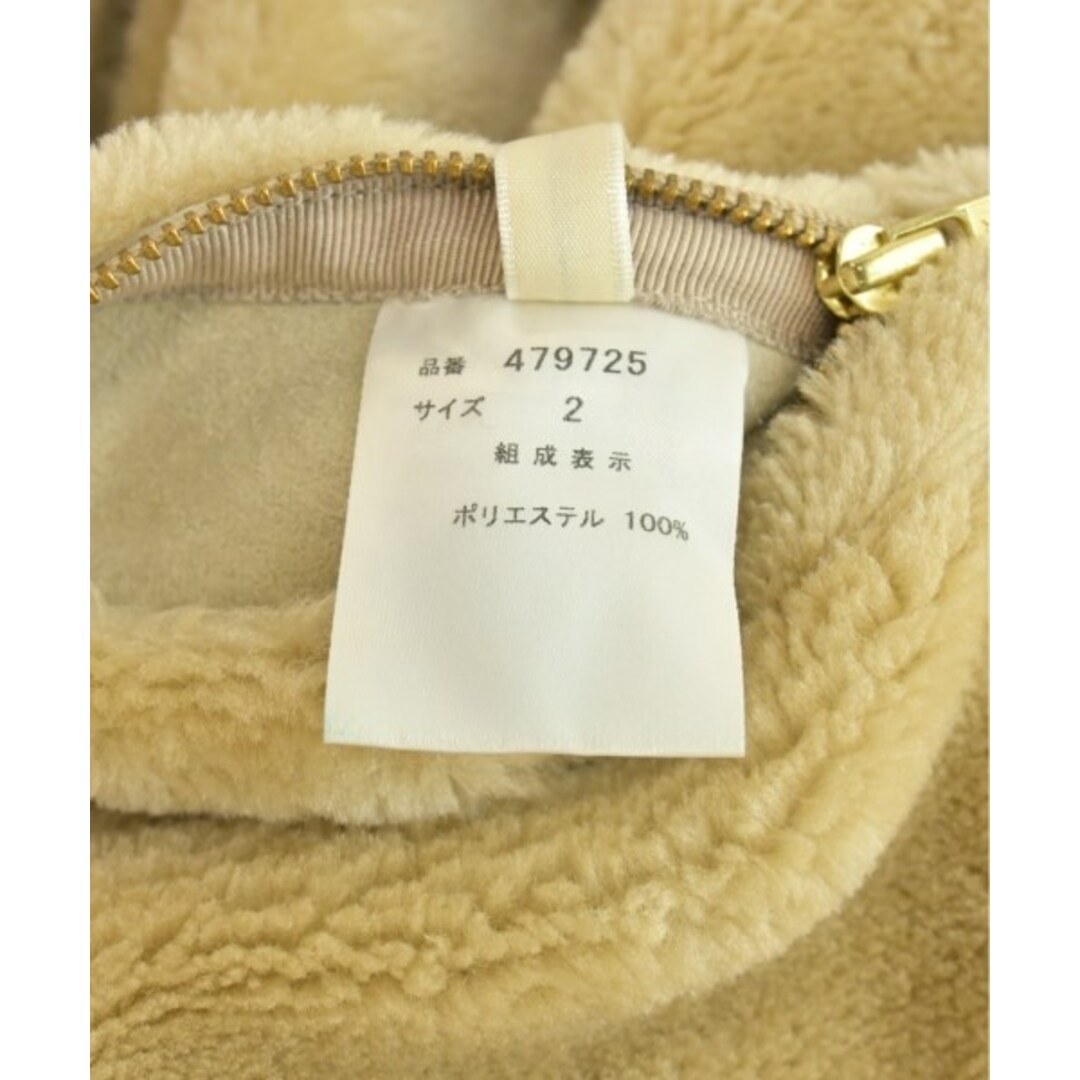 品番 479725
サイズ 2
組成表示
ポリエステル 100%